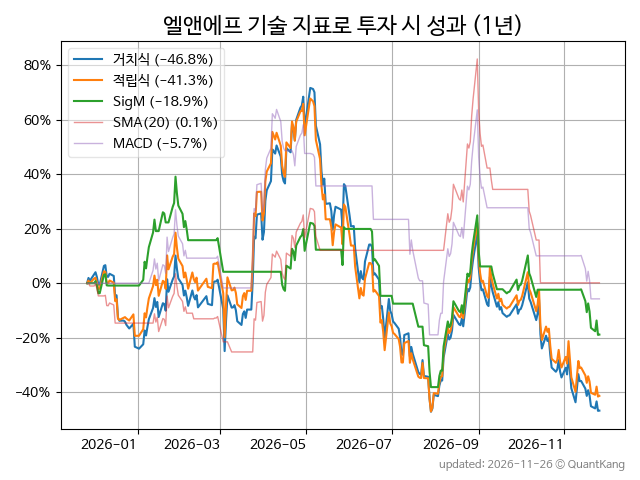 엘앤에프 기술 지표로 투자 시 성과 (1년)
거치식 (−46.8%)
적립식 (−41.3%)
SigM (−18.9%)
SMA(20) (0.1%)
MACD (−5.7%)
80%
60%
40%
20%
0%
−20%
−40%
2026−01 2026−03 2026−05 2026−07 2026−09 2026−11
updated: 2026−11−26 ⓒ QuantKang